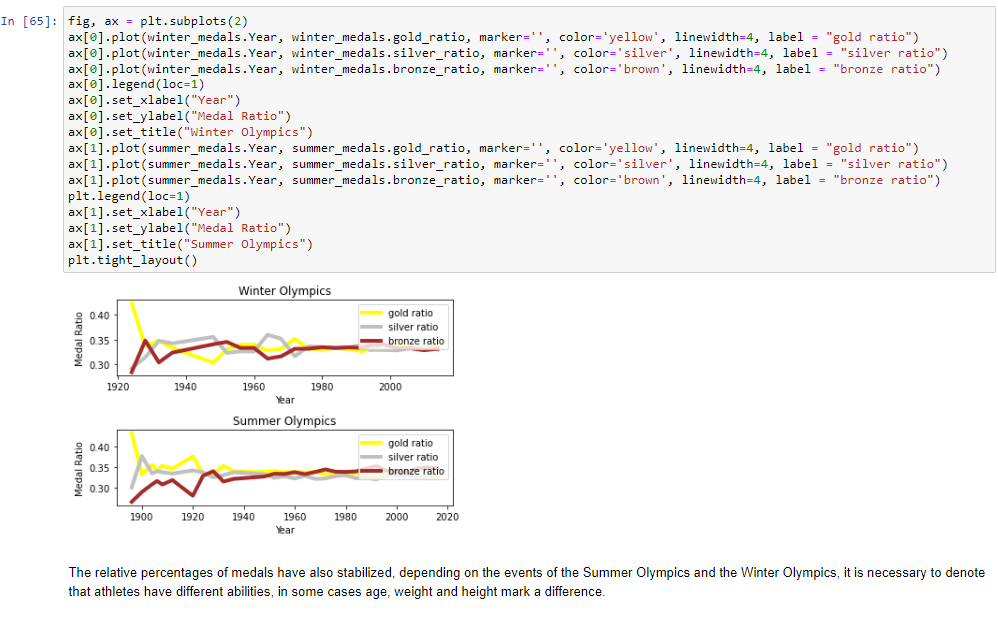 In [65]: fig, ax = plt.subplots(2)
ax[0].plot(winter_medals.Year, winter_medals.gold_ratio, marker='', color='yellow', linewidth=4, label = "gold ratio")
ax[0].plot(winter_medals.Year, winter_medals.silver_ratio, marker='', color='silver', linewidth=4, label = "silver ratio")
ax[0].plot(winter_medals.Year, winter_medals.bronze_ratio, marker='', color='brown', linewidth=4, label = "bronze ratio")
ax[0].legend(loc=1)
ax[0].set_xlabel("Year")
ax[0].set_ylabel("Medal Ratio")
ax[0].set_title("Winter Olympics")
ax[1].plot(summer_medals.Year, summer_medals.gold_ratio, marker='', color='yellow', linewidth=4, label = "gold ratio")
ax[1].plot(summer_medals.Year, summer_medals.silver_ratio, marker='', color='silver', linewidth=4, label = "silver ratio")
ax[1].plot(summer_medals.Year, summer_medals.bronze_ratio, marker='', color='brown', linewidth=4, label = "bronze ratio")
plt.legend(loc=1)
ax[1].set_xlabel("Year")
ax[1].set_ylabel("Medal Ratio")
ax[1].set_title("Summer Olympics")
plt.tight_layout()
Winter Olympics
Medal Ratio
0.40
0.35
0.30
gold ratio
silver ratio
bronze ratio
1920 1940 1960 1980 2000
Year
Summer Olympics
Medal Ratio
0.40
0.35
0.30
gold ratio
silver ratio
bronze ratio
1900 1920 1940 1960 1980 2000 2020
Year
The relative percentages of medals have also stabilized, depending on the events of the Summer Olympics and the Winter Olympics, it is necessary to denote
that athletes have different abilities, in some cases age, weight and height mark a difference.